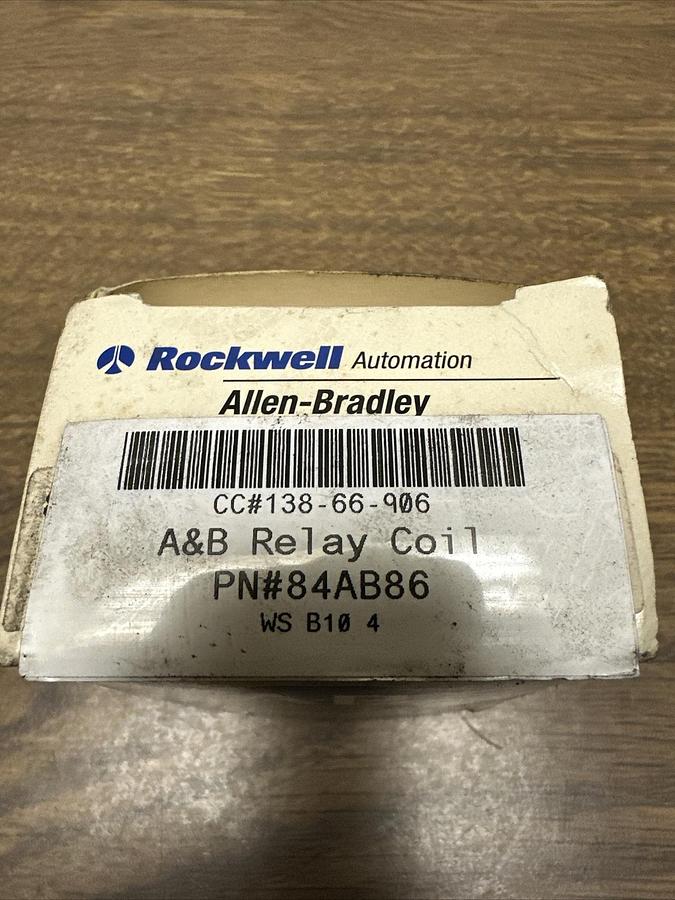 Rockwell Automation
Allen-Bradley
CC#138-66-906
A&B Relay Coil
PN#84AB86
WS B10 4